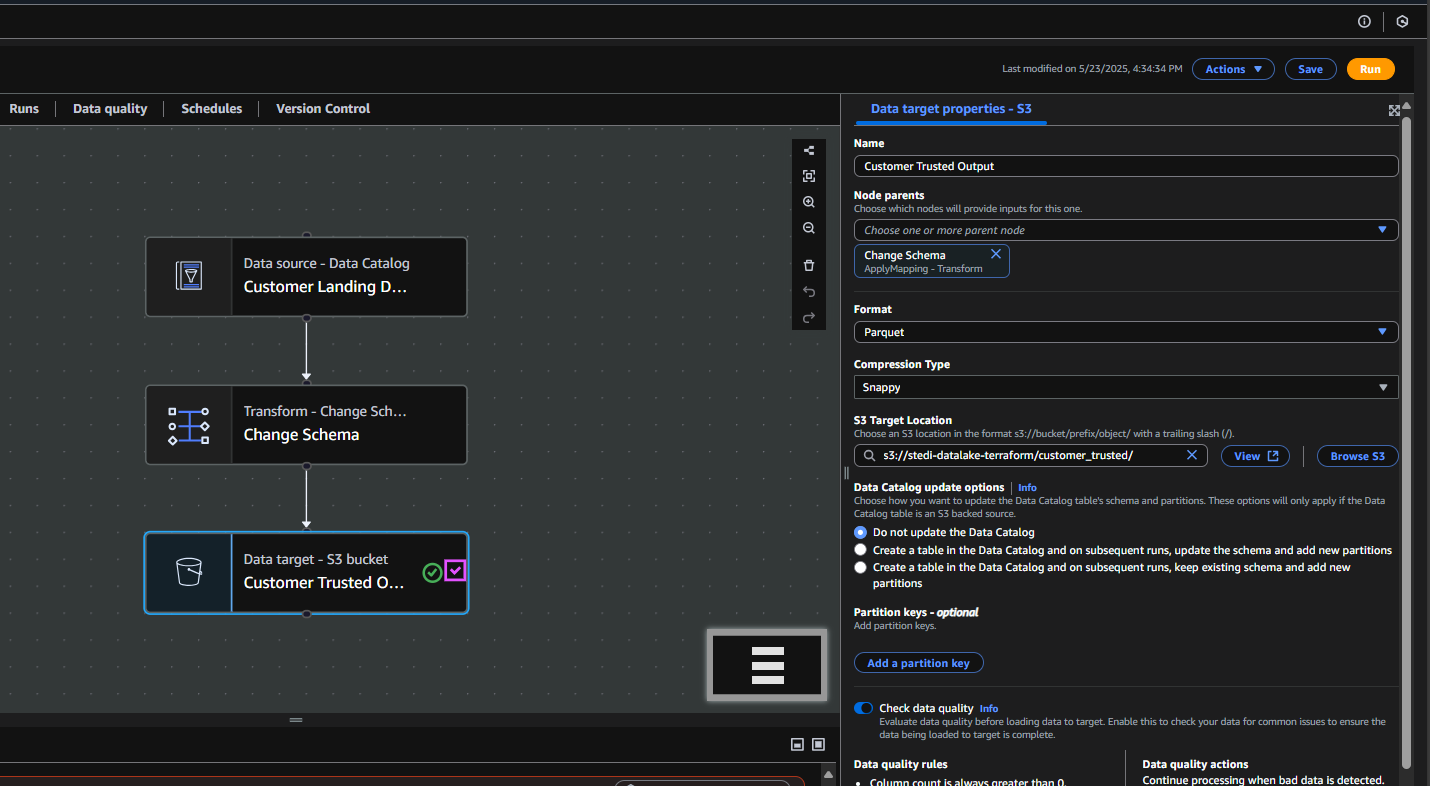 Last modified on 5/23/2025, 4:34:34 PM
Actions
Save
Run
Runs
Data quality
Schedules
Version Control
Data source - Data Catalog
Customer Landing D...
Transform - Change Sch...
Change Schema
Data target - S3 bucket
Customer Trusted O...
Data target properties - S3
Name
Customer Trusted Output
Node parents
Choose which nodes will provide inputs for this one.
Choose one or more parent node
Change Schema
ApplyMapping - Transform
Format
Parquet
Compression Type
Snappy
S3 Target Location
Choose an S3 location in the format s3://bucket/prefix/object/ with a trailing slash (/).
s3://stedi-datalake-terraform/customer_trusted/
View
Browse S3
Data Catalog update options
Info
Choose how you want to update the Data Catalog table's schema and partitions. These options will only apply if the Data
Catalog table is an S3 backed source.
Do not update the Data Catalog
Create a table in the Data Catalog and on subsequent runs, update the schema and add new partitions
Create a table in the Data Catalog and on subsequent runs, keep existing schema and add new
partitions
Partition keys - optional
Add partition keys.
Add a partition key
Check data quality Info
Evaluate data quality before loading data to target. Enable this to check your data for common issues to ensure the
data being loaded to target is complete.
Data quality rules
Column count is always greater than 0.
Data quality actions
Continue processing when bad data is detected.